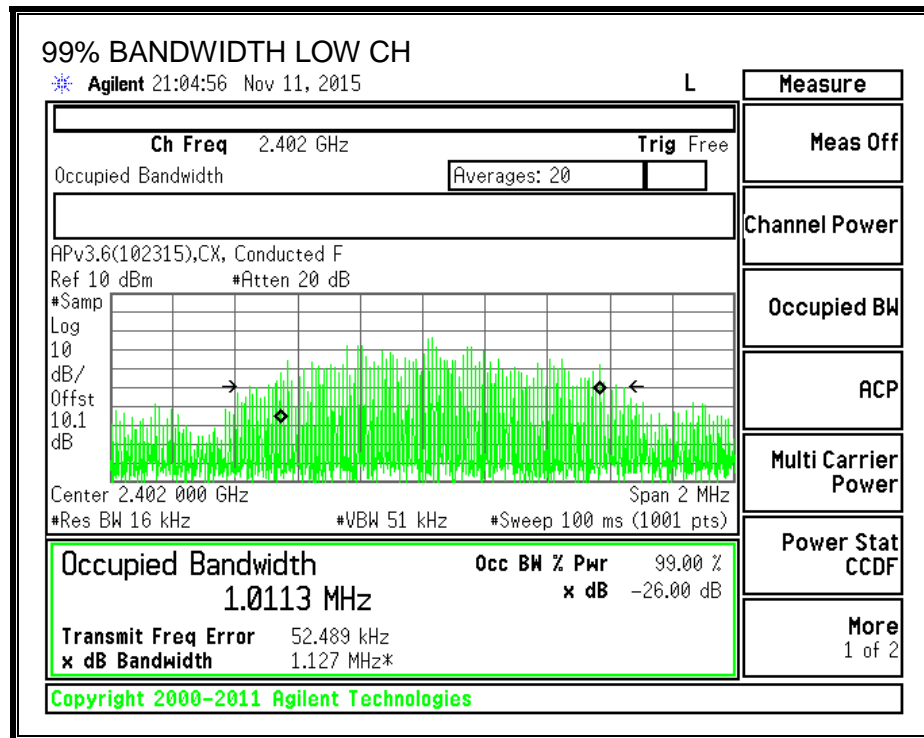 99% BANDWIDTH LOW CH
Agilent 21:04:56 Nov 11, 2015 L
Measure
Ch Freq 2.402 GHz Trig Free
Meas Off
Occupied Bandwidth Averages: 20
Channel Power
APv3.6(102315),CX, Conducted F
Ref 10 dBm #Atten 20 dB
#Samp
Log
10
dB/
Offst
10.1
dB
Occupied BW
ACP
Multi Carrier
Power
Center 2.402 000 GHz Span 2 MHz
#Res BW 16 kHz #VBW 51 kHz #Sweep 100 ms (1001 pts)
Power Stat
CCDF
Occupied Bandwidth Occ BW % Pwr 99.00 %
1.0113 MHz x dB -26.00 dB
Transmit Freq Error 52.489 kHz
x dB Bandwidth 1.127 MHz*
More
1 of 2
Copyright 2000-2011 Agilent Technologies